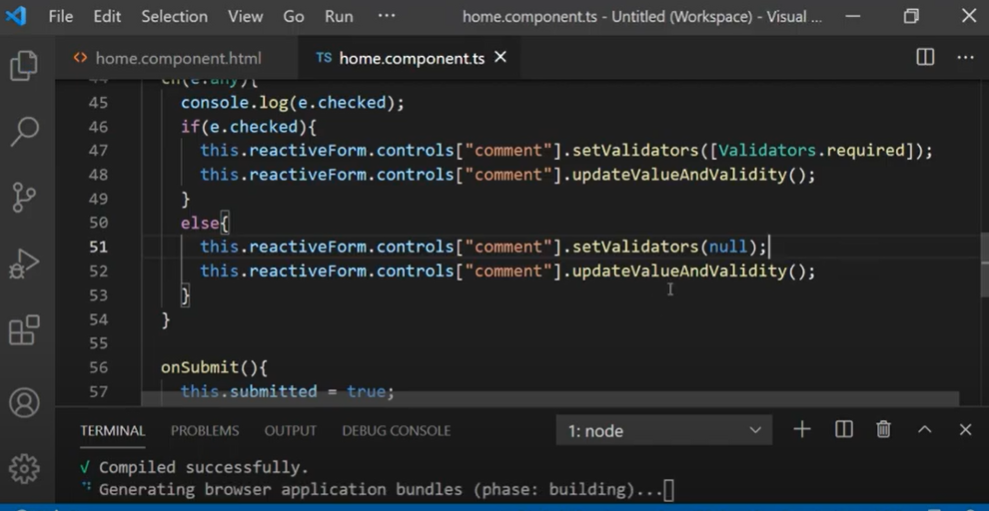 File Edit Selection View Go Run ··· home.component.ts - Untitled (Workspace) - Visual ...
<> home.component.html TS home.component.ts ×
45 console.log(e.checked);
46 if(e.checked){
47 this.reactiveForm.controls["comment"].setValidators([Validators.required]);
48 this.reactiveForm.controls["comment"].updateValueAndValidity();
49 }
50 else{
51 this.reactiveForm.controls["comment"].setValidators(null);
52 this.reactiveForm.controls["comment"].updateValueAndValidity();
53 }
54 }
55
56 onSubmit(){
57 this.submitted = true;
TERMINAL PROBLEMS OUTPUT DEBUG CONSOLE 1: node
√ Compiled successfully.
Generating browser application bundles (phase: building)...